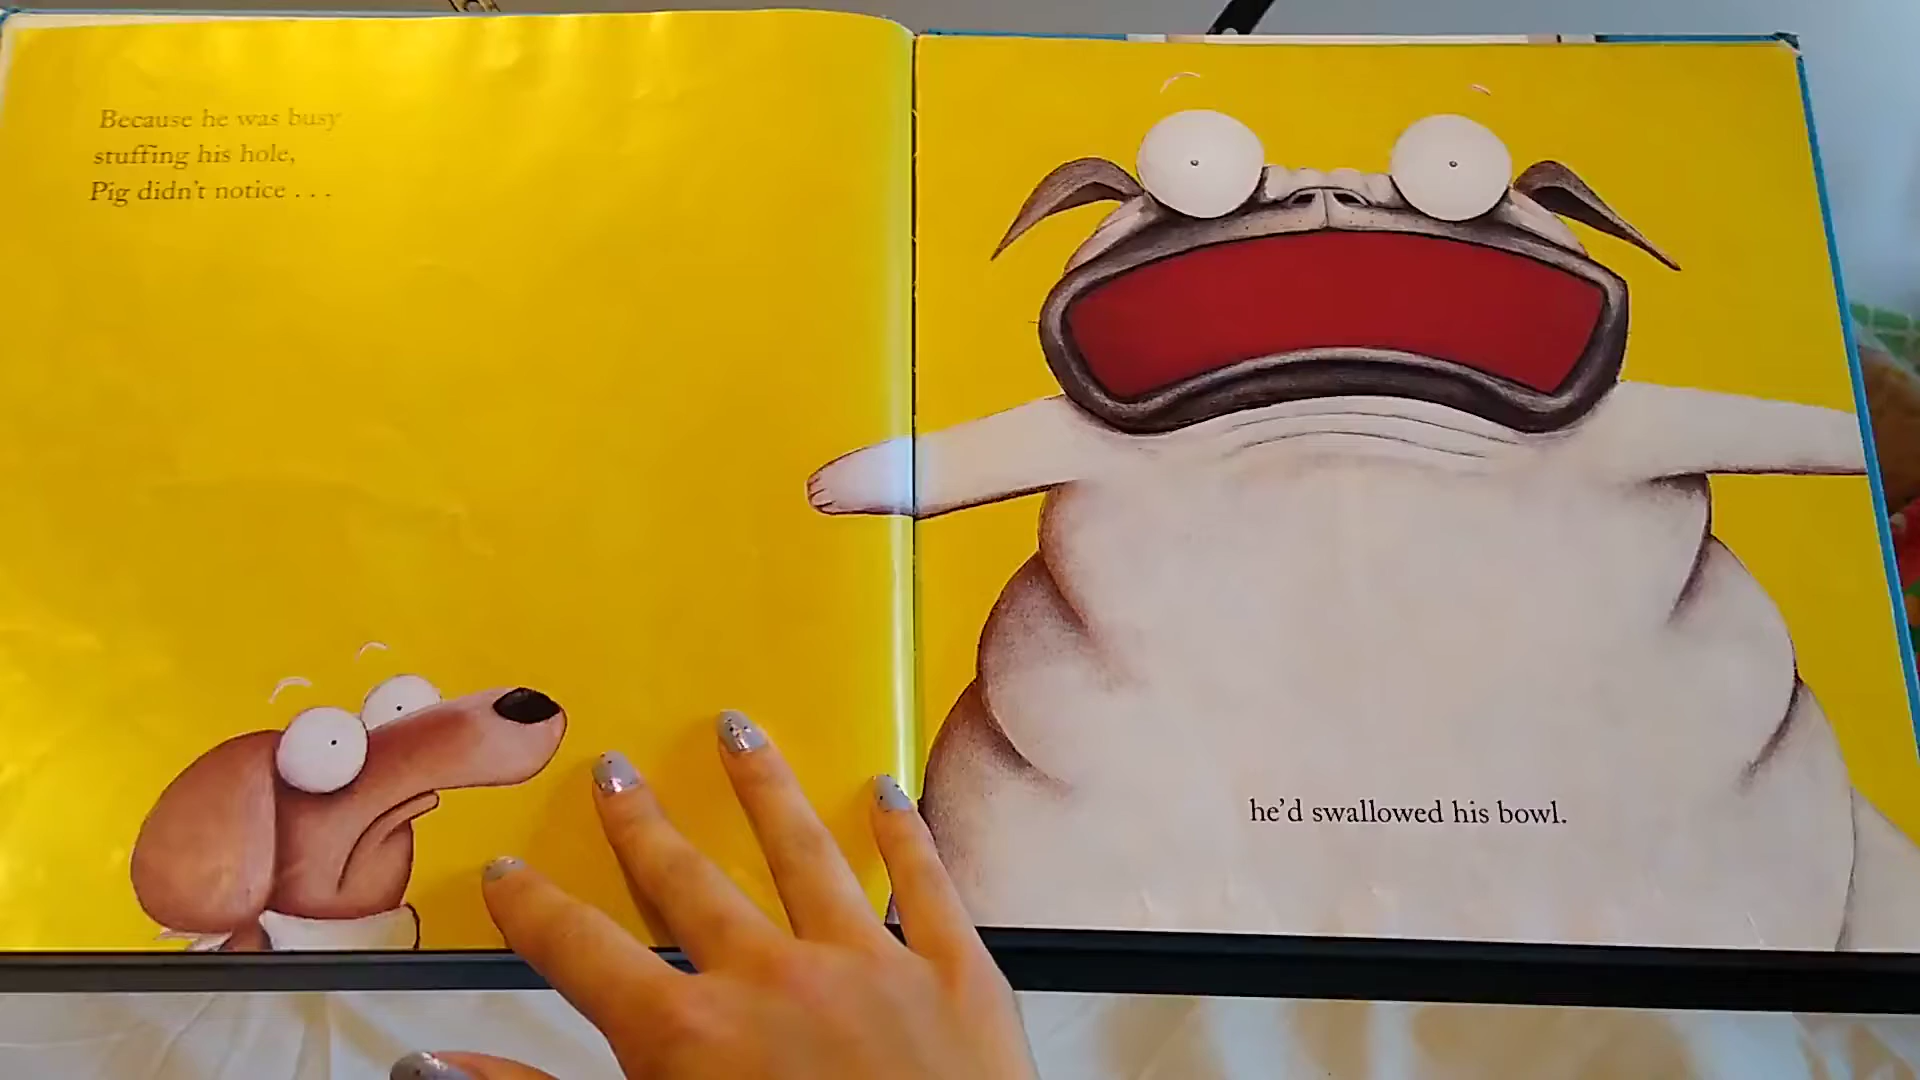 Because he was busy
stuffing his hole,
Pig didn't notice . . .
he'd swallowed his bowl.